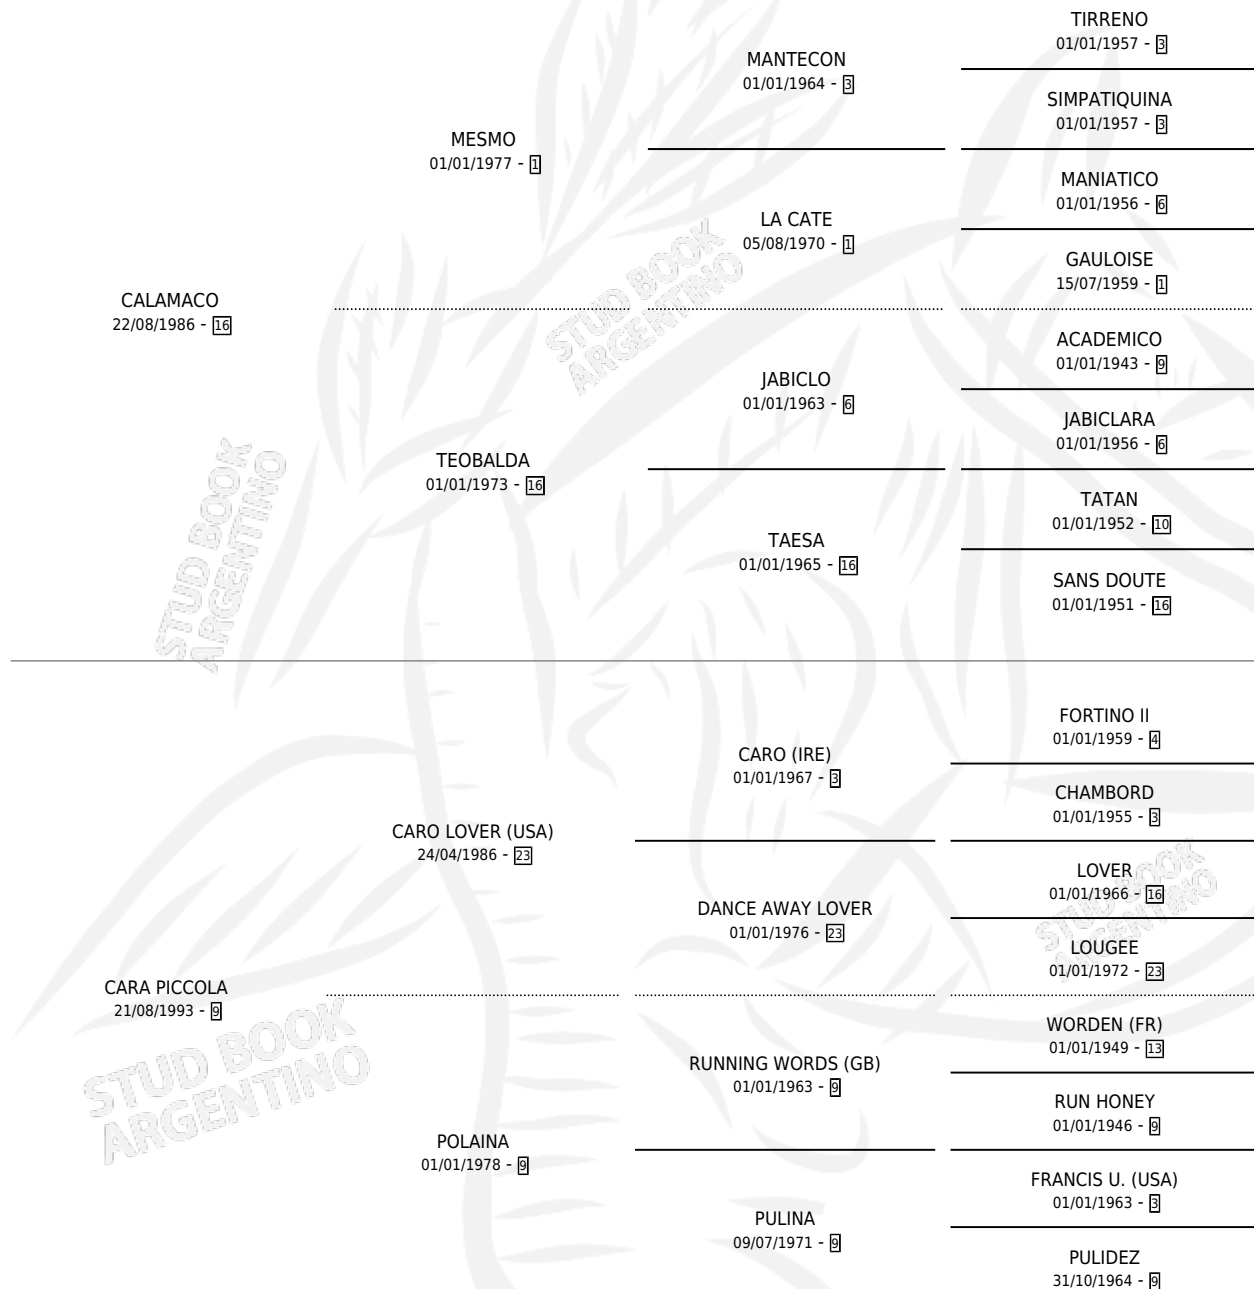 TIRRENO
01/01/1957 - 3
MANTECON
01/01/1964 - 3
SIMPATIQUINA
01/01/1957 - 3
MESMO
01/01/1977 - 1
MANIATICO
01/01/1956 - 6
LA CATE
05/08/1970 - 1
GAULOISE
15/07/1959 - 1
CALAMACO
22/08/1986 - 16
STUD BOOK
ARGENTINO
ACADEMICO
01/01/1943 - 9
JABICLO
01/01/1963 - 6
JABICLARA
01/01/1956 - 6
TEOBALDA
01/01/1973 - 16
TATAN
01/01/1952 - 10
TAESA
01/01/1965 - 16
SANS DOUTE
01/01/1951 - 16
STUD BOOK
ARGENTINO
FORTINO II
01/01/1959 - 4
CARO (IRE)
01/01/1967 - 3
CHAMBORD
01/01/1955 - 3
CARO LOVER (USA)
24/04/1986 - 23
LOVER
01/01/1966 - 16
DANCE AWAY LOVER
01/01/1976 - 23
LOUGEE
01/01/1972 - 23
STUD BOOK
ARGENTINO
CARA PICCOLA
21/08/1993 - 9
WORDEN (FR)
01/01/1949 - 13
RUNNING WORDS (GB)
01/01/1963 - 9
RUN HONEY
01/01/1946 - 9
STUD BOOK
ARGENTINO
POLAINA
01/01/1978 - 9
FRANCIS U. (USA)
01/01/1963 - 3
PULINA
09/07/1971 - 9
PULIDEZ
31/10/1964 - 9